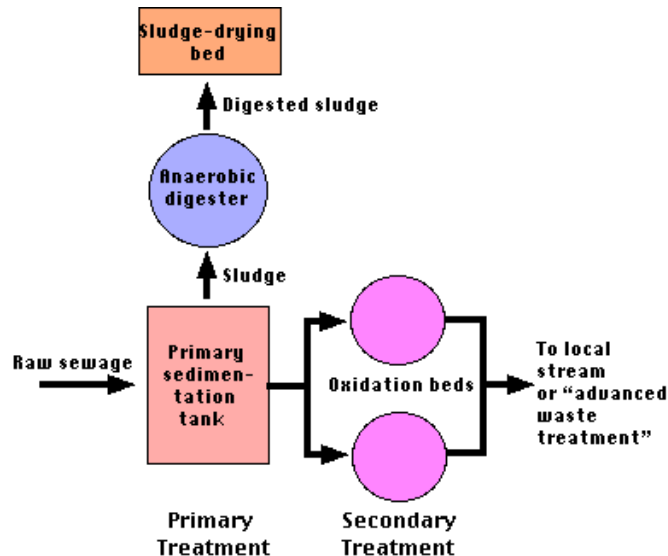 Sludge-drying
bed
Digested sludge
Anaerobic
digester
Sludge
Raw sewage
Primary
sedimen-
tation
tank
Oxidation beds
To local
stream
or “advanced
waste
treatment”
Primary
Treatment
Secondary
Treatment